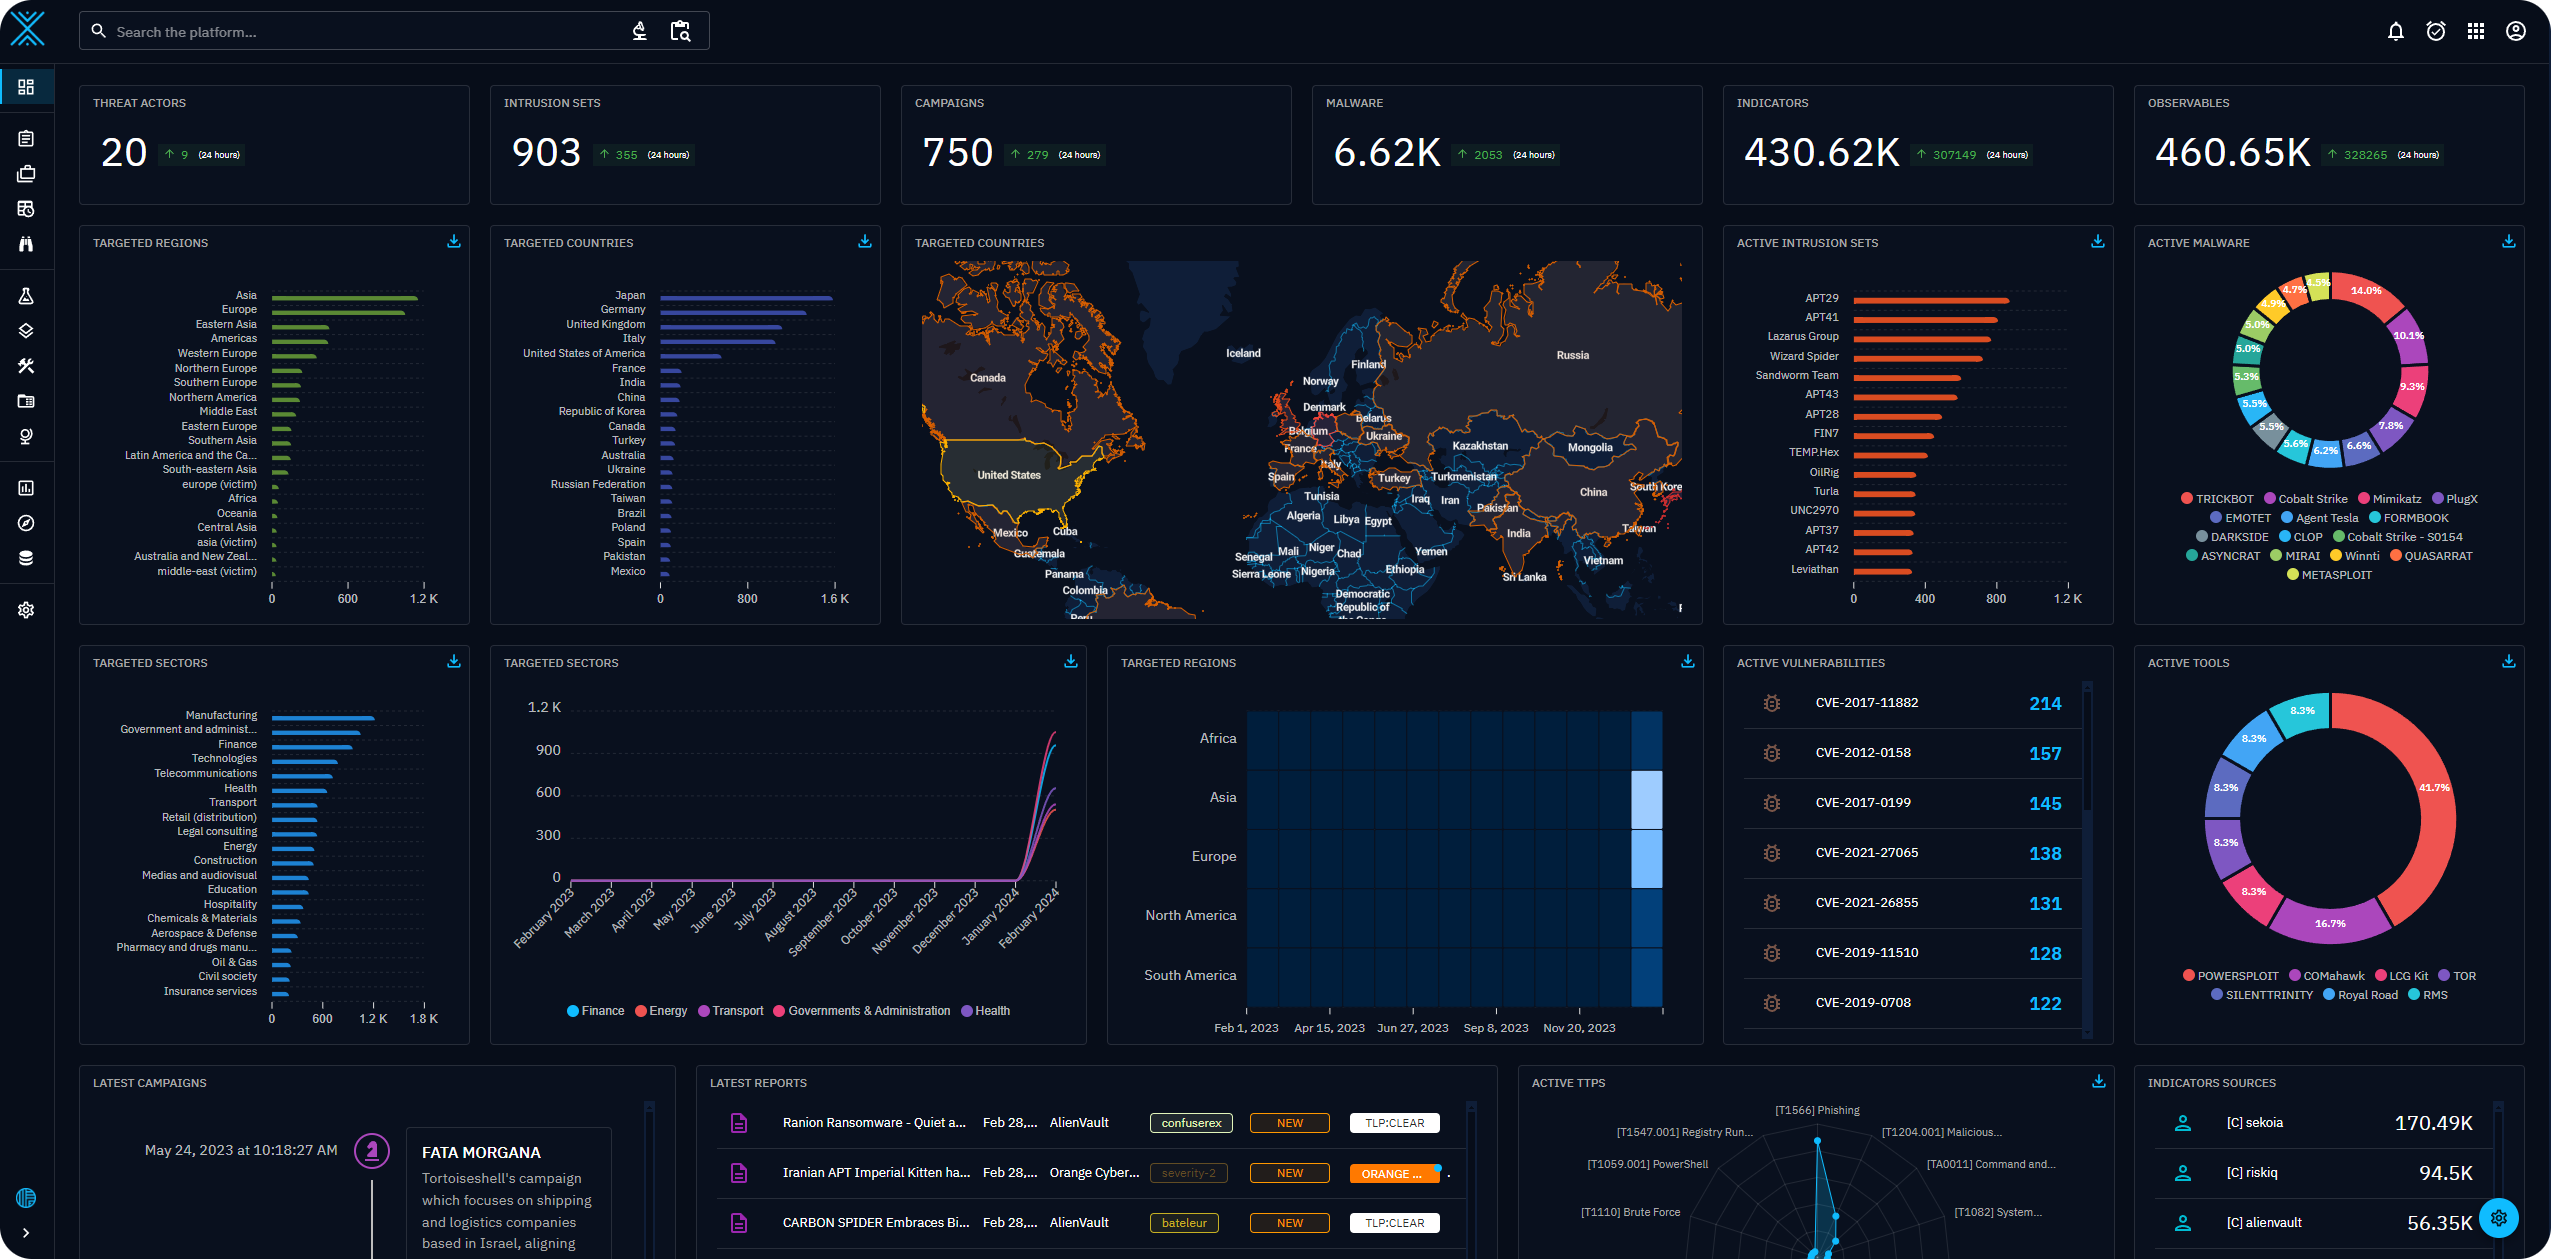 Search the platform...
THREAT ACTORS
20 9 (24 hours)
INTRUSION SETS
903 355 (24 hours)
CAMPAIGNS
750 279 (24 hours)
MALWARE
6.62K 2053 (24 hours)
INDICATORS
430.62K 307149 (24 hours)
OBSERVABLES
460.65K 328265 (24 hours)
TARGETED REGIONS
Asia
Europe
Eastern Asia
Americas
Western Europe
Northern Europe
Southern Europe
Northern America
Middle East
Eastern Europe
Southern Asia
Latin America and the Ca...
South-eastern Asia
europe (victim)
Africa
Oceania
Central Asia
asia (victim)
Australia and New Zeal...
middle-east (victim)
0 600 1.2 K
TARGETED COUNTRIES
Japan
Germany
United Kingdom
Italy
United States of America
France
India
China
Republic of Korea
Canada
Turkey
Australia
Ukraine
Russian Federation
Taiwan
Brazil
Poland
Spain
Pakistan
Mexico
0 800 1.6 K
TARGETED COUNTRIES
Iceland
Russia
Finland
Canada
Norway
Denmark
Belarus
Belgium
Ukraine
Kazakhstan
Mongolia
France
Italy
United States
Spain
Turkey
Turkmenistan
China
South Kore
Tunisia
Iraq
Iran
Pakistan
Algeria
Libya
Egypt
Taiwan
Mexico
Cuba
India
Guatemala
Senegal
Mali
Niger
Chad
Yemen
Vietnam
Panama
Sierra Leone
Nigeria
Ethiopia
Sri Lanka
Colombia
Democratic
Republic of
the Congo
Peru
ACTIVE INTRUSION SETS
APT29
APT41
Lazarus Group
Wizard Spider
Sandworm Team
APT43
APT28
FIN7
TEMP.Hex
OilRig
Turla
UNC2970
APT37
APT42
Leviathan
0 400 800 1.2 K
ACTIVE MALWARE
14.0%
10.1%
9.3%
7.8%
6.6%
6.2%
5.6%
5.5%
5.5%
5.3%
5.0%
5.0%
4.9%
4.7%
4.5%
TRICKBOT Cobalt Strike Mimikatz PlugX
EMOTET Agent Tesla FORMBOOK
DARKSIDE CLOP Cobalt Strike - S0154
ASYNCRAT MIRAI Winnti QUASARRAT
METASPLOIT
TARGETED SECTORS
Manufacturing
Government and administ...
Finance
Technologies
Telecommunications
Health
Transport
Retail (distribution)
Legal consulting
Energy
Construction
Medias and audiovisual
Education
Hospitality
Chemicals & Materials
Aerospace & Defense
Pharmacy and drugs manu...
Oil & Gas
Civil society
Insurance services
0 600 1.2 K 1.8 K
TARGETED SECTORS
1.2 K
900
600
300
0
February 2023
March 2023
April 2023
May 2023
June 2023
July 2023
August 2023
September 2023
October 2023
November 2023
December 2023
January 2024
February 2024
Finance Energy Transport Governments & Administration Health
TARGETED REGIONS
Africa
Asia
Europe
North America
South America
Feb 1, 2023 Apr 15, 2023 Jun 27, 2023 Sep 8, 2023 Nov 20, 2023
ACTIVE VULNERABILITIES
CVE-2017-11882 214
CVE-2012-0158 157
CVE-2017-0199 145
CVE-2021-27065 138
CVE-2021-26855 131
CVE-2019-11510 128
CVE-2019-0708 122
ACTIVE TOOLS
41.7%
16.7%
8.3%
8.3%
8.3%
8.3%
8.3%
POWERSPLOIT COMahawk LCG Kit TOR
SILENTTRINITY Royal Road RMS
LATEST CAMPAIGNS
May 24, 2023 at 10:18:27 AM
FATA MORGANA
Tortoiseshell's campaign
which focuses on shipping
and logistics companies
based in Israel, aligning
LATEST REPORTS
Ranion Ransomware - Quiet a... Feb 28,... AlienVault confuserex NEW TLP:CLEAR
Iranian APT Imperial Kitten ha... Feb 28,... Orange Cyber... severity-2 NEW ORANGE ... .
CARBON SPIDER Embraces Bi... Feb 28,... AlienVault bateleur NEW TLP:CLEAR
ACTIVE TTPS
[T1566] Phishing
[T1547.001] Registry Run...
[T1204.001] Malicious...
[T1059.001] PowerShell
[TA0011] Command and...
[T1110] Brute Force
[T1082] System...
INDICATORS SOURCES
[C] sekoia 170.49K
[C] riskiq 94.5K
[C] alienvault 56.35K